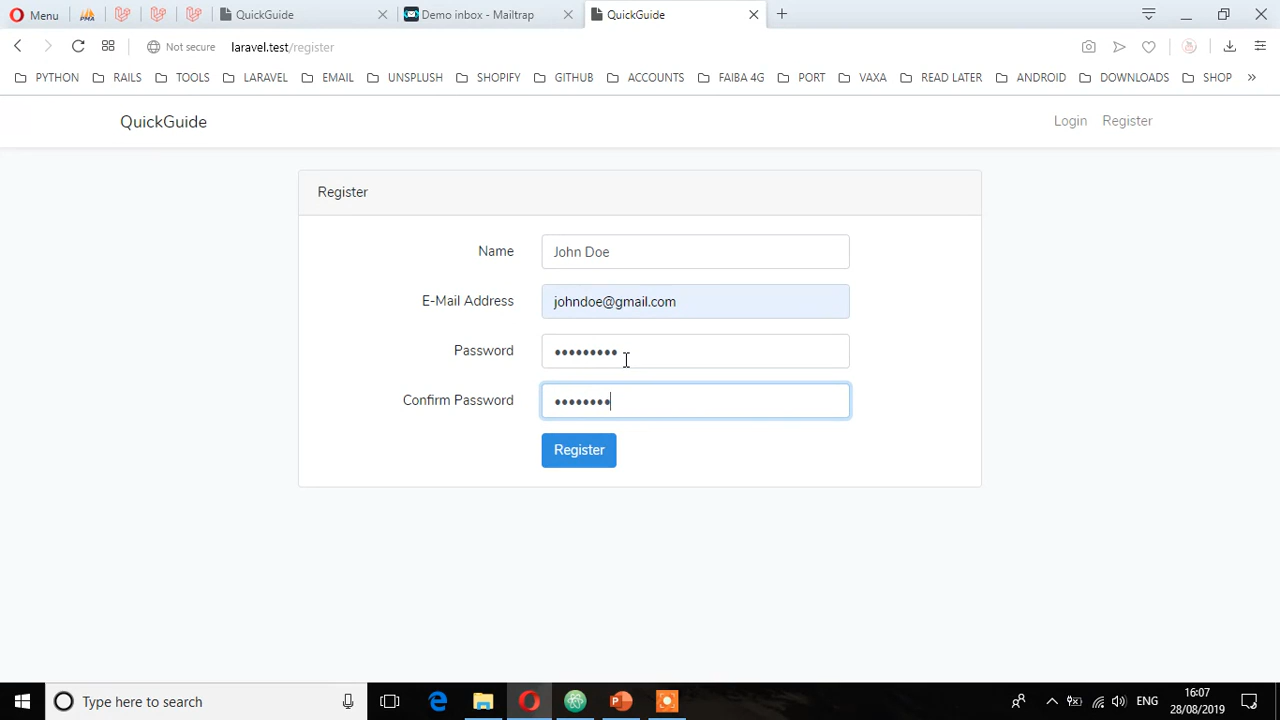 Menu QuickGuide Demo inbox - Mailtrap QuickGuide
Not secure laravel.test/register
PYTHON RAILS TOOLS LARAVEL EMAIL UNSPLUSH SHOPIFY GITHUB ACCOUNTS FAIBA 4G PORT VAXA READ LATER ANDROID DOWNLOADS SHOP »
QuickGuide Login Register
Register
Name John Doe
E-Mail Address johndoe@gmail.com
Password •••••••••
Confirm Password ••••••••
Register
Type here to search ENG 16:07
28/08/2019